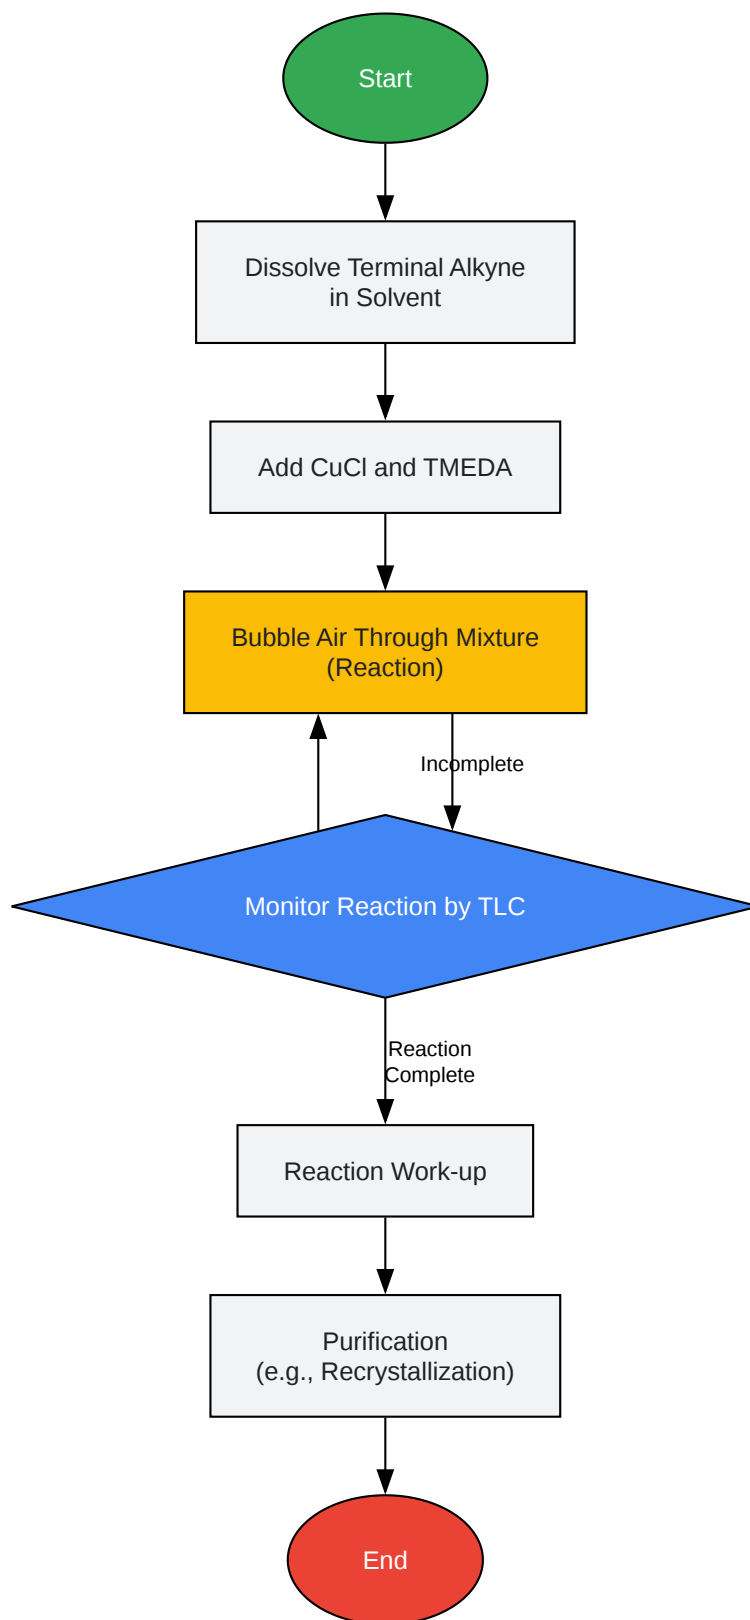 Start
Dissolve Terminal Alkyne
in Solvent
Add CuCl and TMEDA
Bubble Air Through Mixture
(Reaction)
Incomplete
Monitor Reaction by TLC
Reaction
Complete
Reaction Work-up
Purification
(e.g., Recrystallization)
End